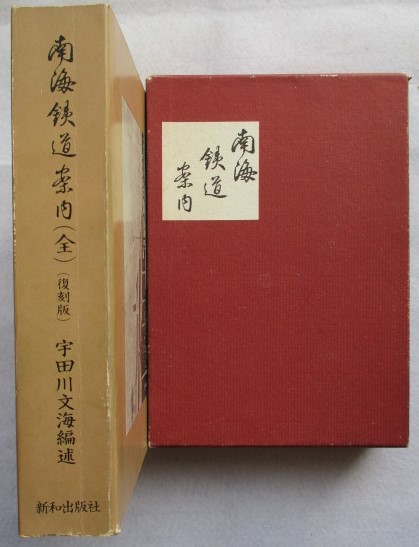 南海鉄道案内(全)
(復刻版)
宇田川文海編述
新和出版社
南海
鉄道
案内